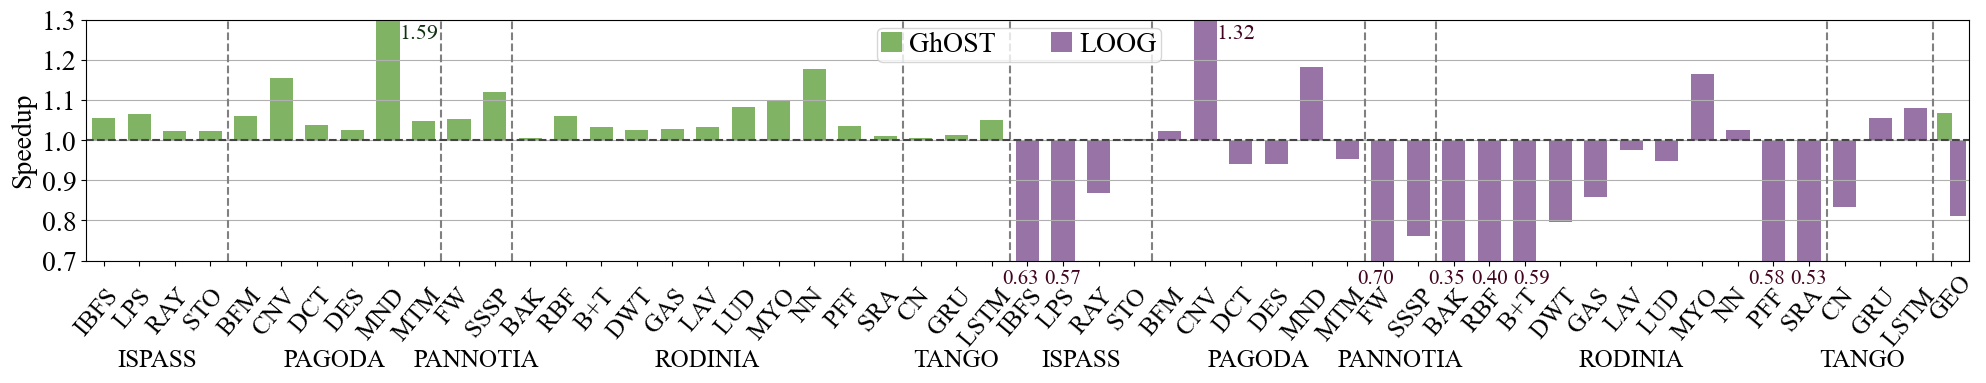 Speedup
1.3
1.2
1.1
1.0
0.9
0.8
0.7
GhOST
LOOG
1.59
1.32
0.63
0.57
0.70
0.35
0.40
0.59
0.58
0.53
IBFS
LPS
RAY
STO
BFM
CNV
DCT
DES
MND
MTM
FW
SSSP
BAK
RBF
B+T
DWT
GAS
LAV
LUD
MYO
NN
PFF
SRA
CN
GRU
LSTM
IBFS
LPS
RAY
STO
BFM
CNV
DCT
DES
MND
MTM
FW
SSSP
BAK
RBF
B+T
DWT
GAS
LAV
LUD
MYO
NN
PFF
SRA
CN
GRU
LSTM
GEO
ISPASS
PAGODA
PANNOTIA
RODINIA
TANGO
ISPASS
PAGODA
PANNOTIA
RODINIA
TANGO